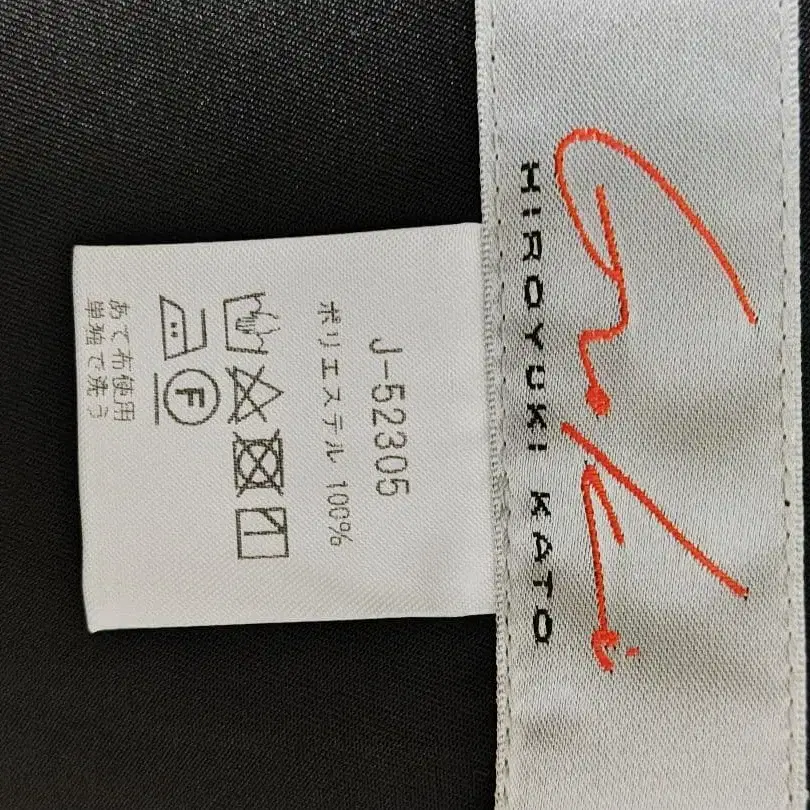 HIROYUKI KATO
J-52305
ポリエステル 100%
F
あて布使用
単独で洗う